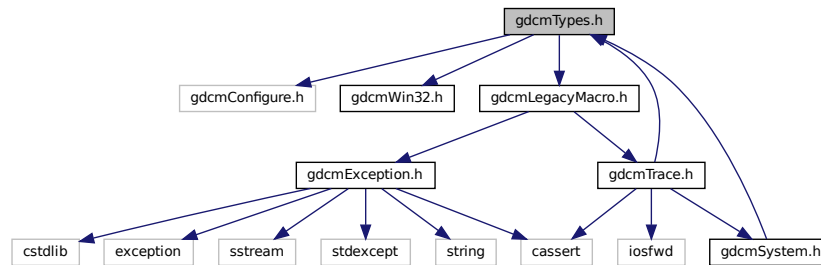 gdcmTypes.h
gdcmConfigure.h
gdcmWin32.h
gdcmLegacyMacro.h
gdcmException.h
gdcmTrace.h
cstdlib
exception
sstream
stdexcept
string
cassert
iosfwd
gdcmSystem.h